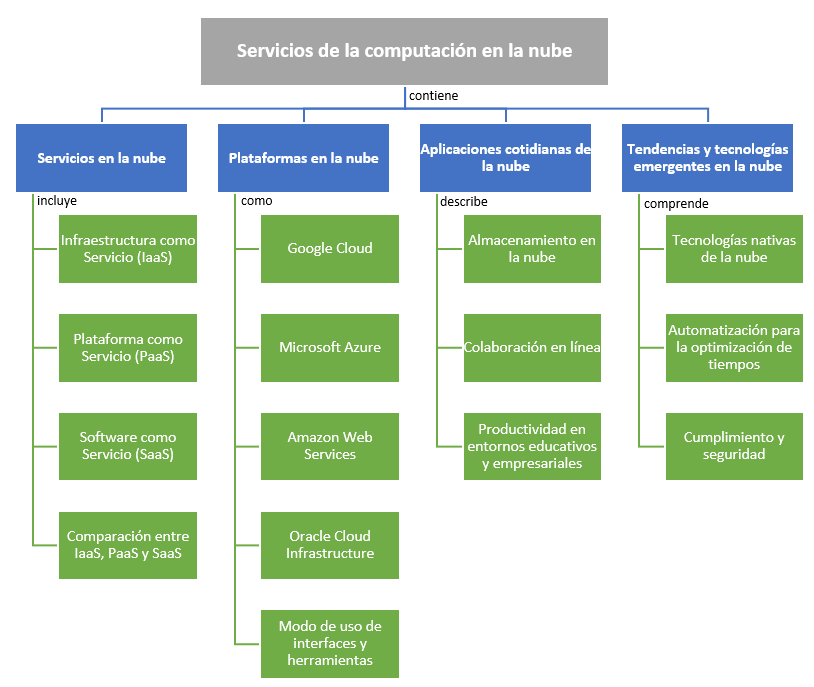 Servicios de la computación en la nube
contiene
Servicios en la nube
incluye
Infraestructura como
Servicio (IaaS)
Plataforma como
Servicio (PaaS)
Software como
Servicio (SaaS)
Comparación entre
IaaS, PaaS y SaaS
Plataformas en la nube
como
Google Cloud
Microsoft Azure
Amazon Web
Services
Oracle Cloud
Infrastructure
Modo de uso de
interfaces y
herramientas
Aplicaciones cotidianas de
la nube
describe
Almacenamiento en
la nube
Colaboración en línea
Productividad en
entornos educativos
y empresariales
Tendencias y tecnologías
emergentes en la nube
comprende
Tecnologías nativas
de la nube
Automatización para
la optimización de
tiempos
Cumplimiento y
seguridad